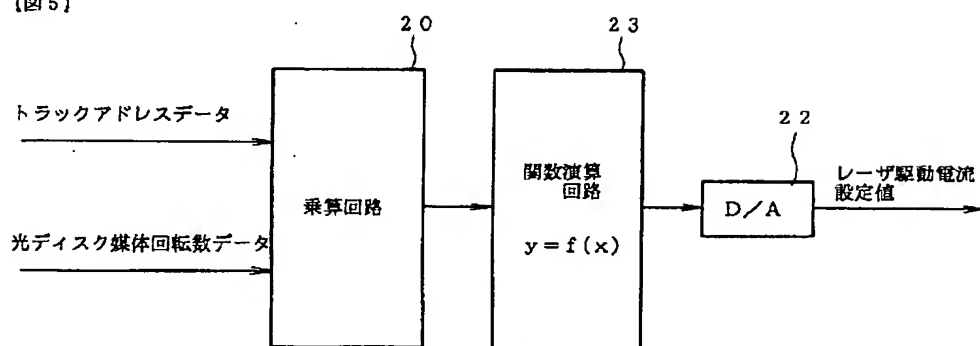 【図5】
20
23
トラックアドレスデータ
22
関数演算
回路
レーザ駆動電流
設定値
乗算回路
D/A
光ディスク媒体回転数データ
y=f(x)